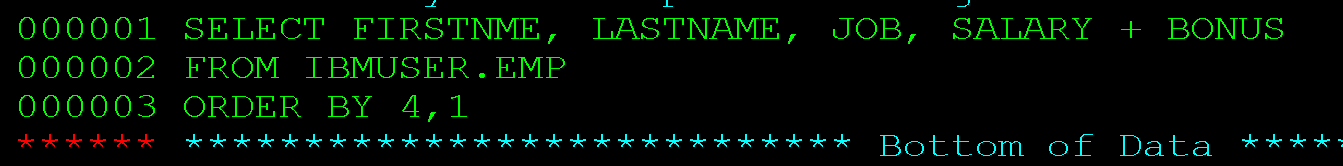 000001 SELECT FIRSTNME, LASTNAME, JOB, SALARY + BONUS
000002 FROM IBMUSER.EMP
000003 ORDER BY 4,1
****** **************************** Bottom of Data ****